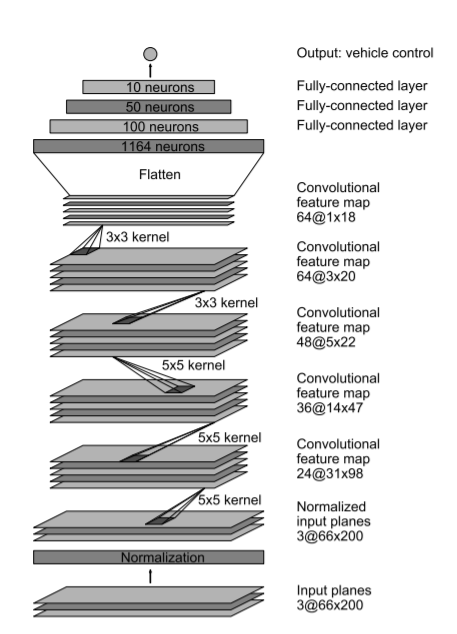 Output: vehicle control
10 neurons
Fully-connected layer
50 neurons
Fully-connected layer
100 neurons
Fully-connected layer
1164 neurons
Flatten
Convolutional
feature map
64@1x18
3x3 kernel
Convolutional
feature map
64@3x20
3x3 kernel
Convolutional
feature map
48@5x22
5x5 kernel
Convolutional
feature map
36@14x47
5x5 kernel
Convolutional
feature map
24@31x98
5x5 kernel
Normalized
input planes
3@66x200
Normalization
Input planes
3@66x200